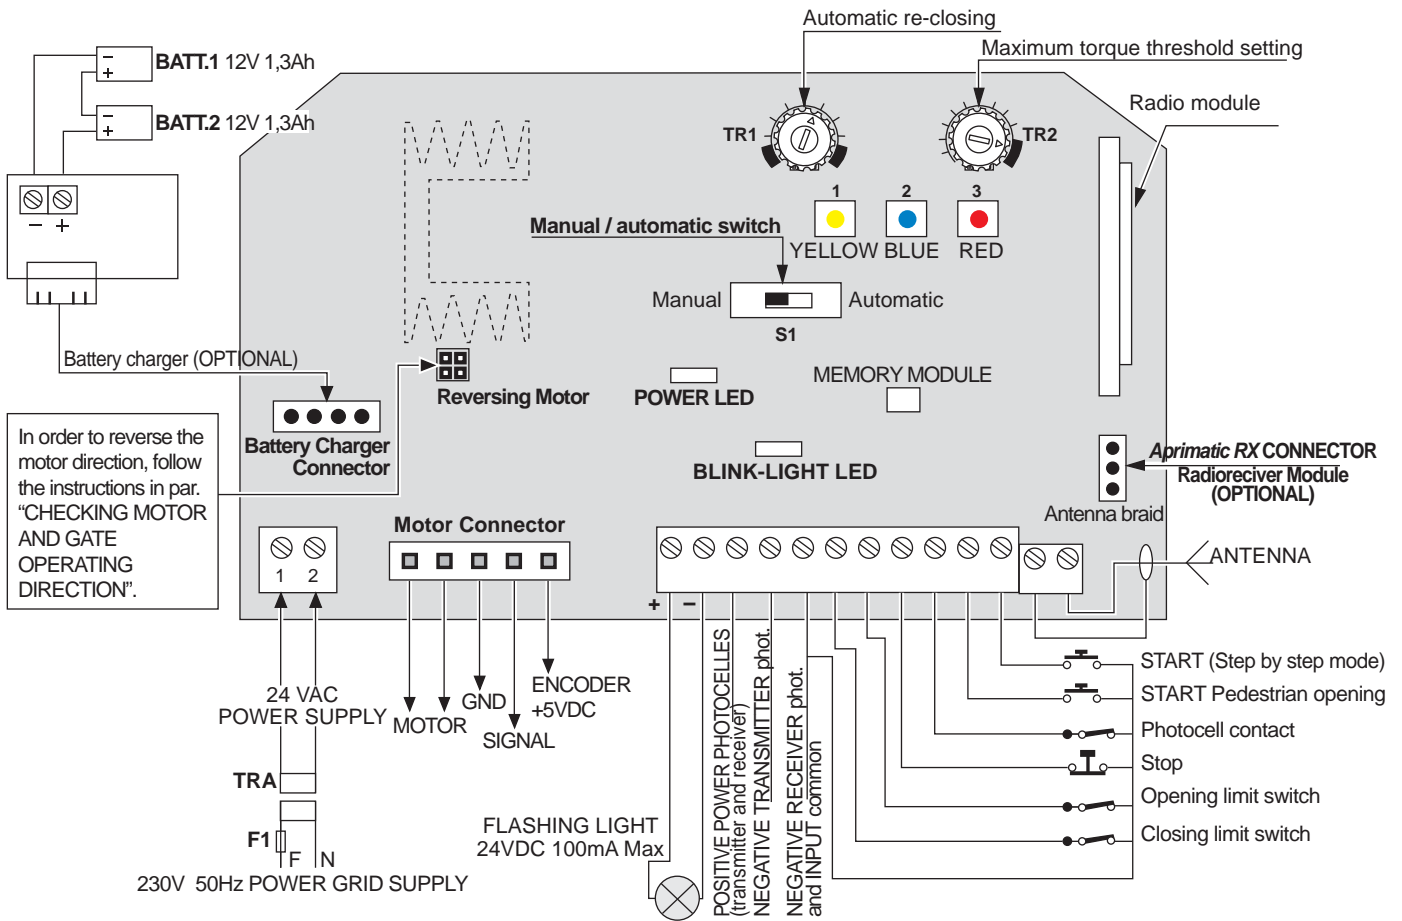 Automatic re-closing
Maximum torque threshold setting
Radio module
BATT.1 12V 1,3Ah
BATT.2 12V 1,3Ah
−
+
−
+
− +
TR1
TR2
1 2 3
YELLOW BLUE RED
Manual / automatic switch
Manual
Automatic
S1
Battery charger (OPTIONAL)
Reversing Motor
POWER LED
MEMORY MODULE
Battery Charger
Connector
BLINK-LIGHT LED
Aprimatic RX CONNECTOR
Radioreciver Module
(OPTIONAL)
Antenna braid
ANTENNA
In order to reverse the
motor direction, follow
the instructions in par.
“CHECKING MOTOR
AND GATE
OPERATING
DIRECTION”.
Motor Connector
1 2
+ −
24 VAC
POWER SUPPLY
MOTOR
GND
SIGNAL
ENCODER
+5VDC
TRA
F1
F N
230V 50Hz POWER GRID SUPPLY
FLASHING LIGHT
24VDC 100mA Max
POSITIVE POWER PHOTOCELLES
(transmitter and receiver)
NEGATIVE TRANSMITTER phot.
NEGATIVE RECEIVER phot.
and INPUT common
START (Step by step mode)
START Pedestrian opening
Photocell contact
Stop
Opening limit switch
Closing limit switch